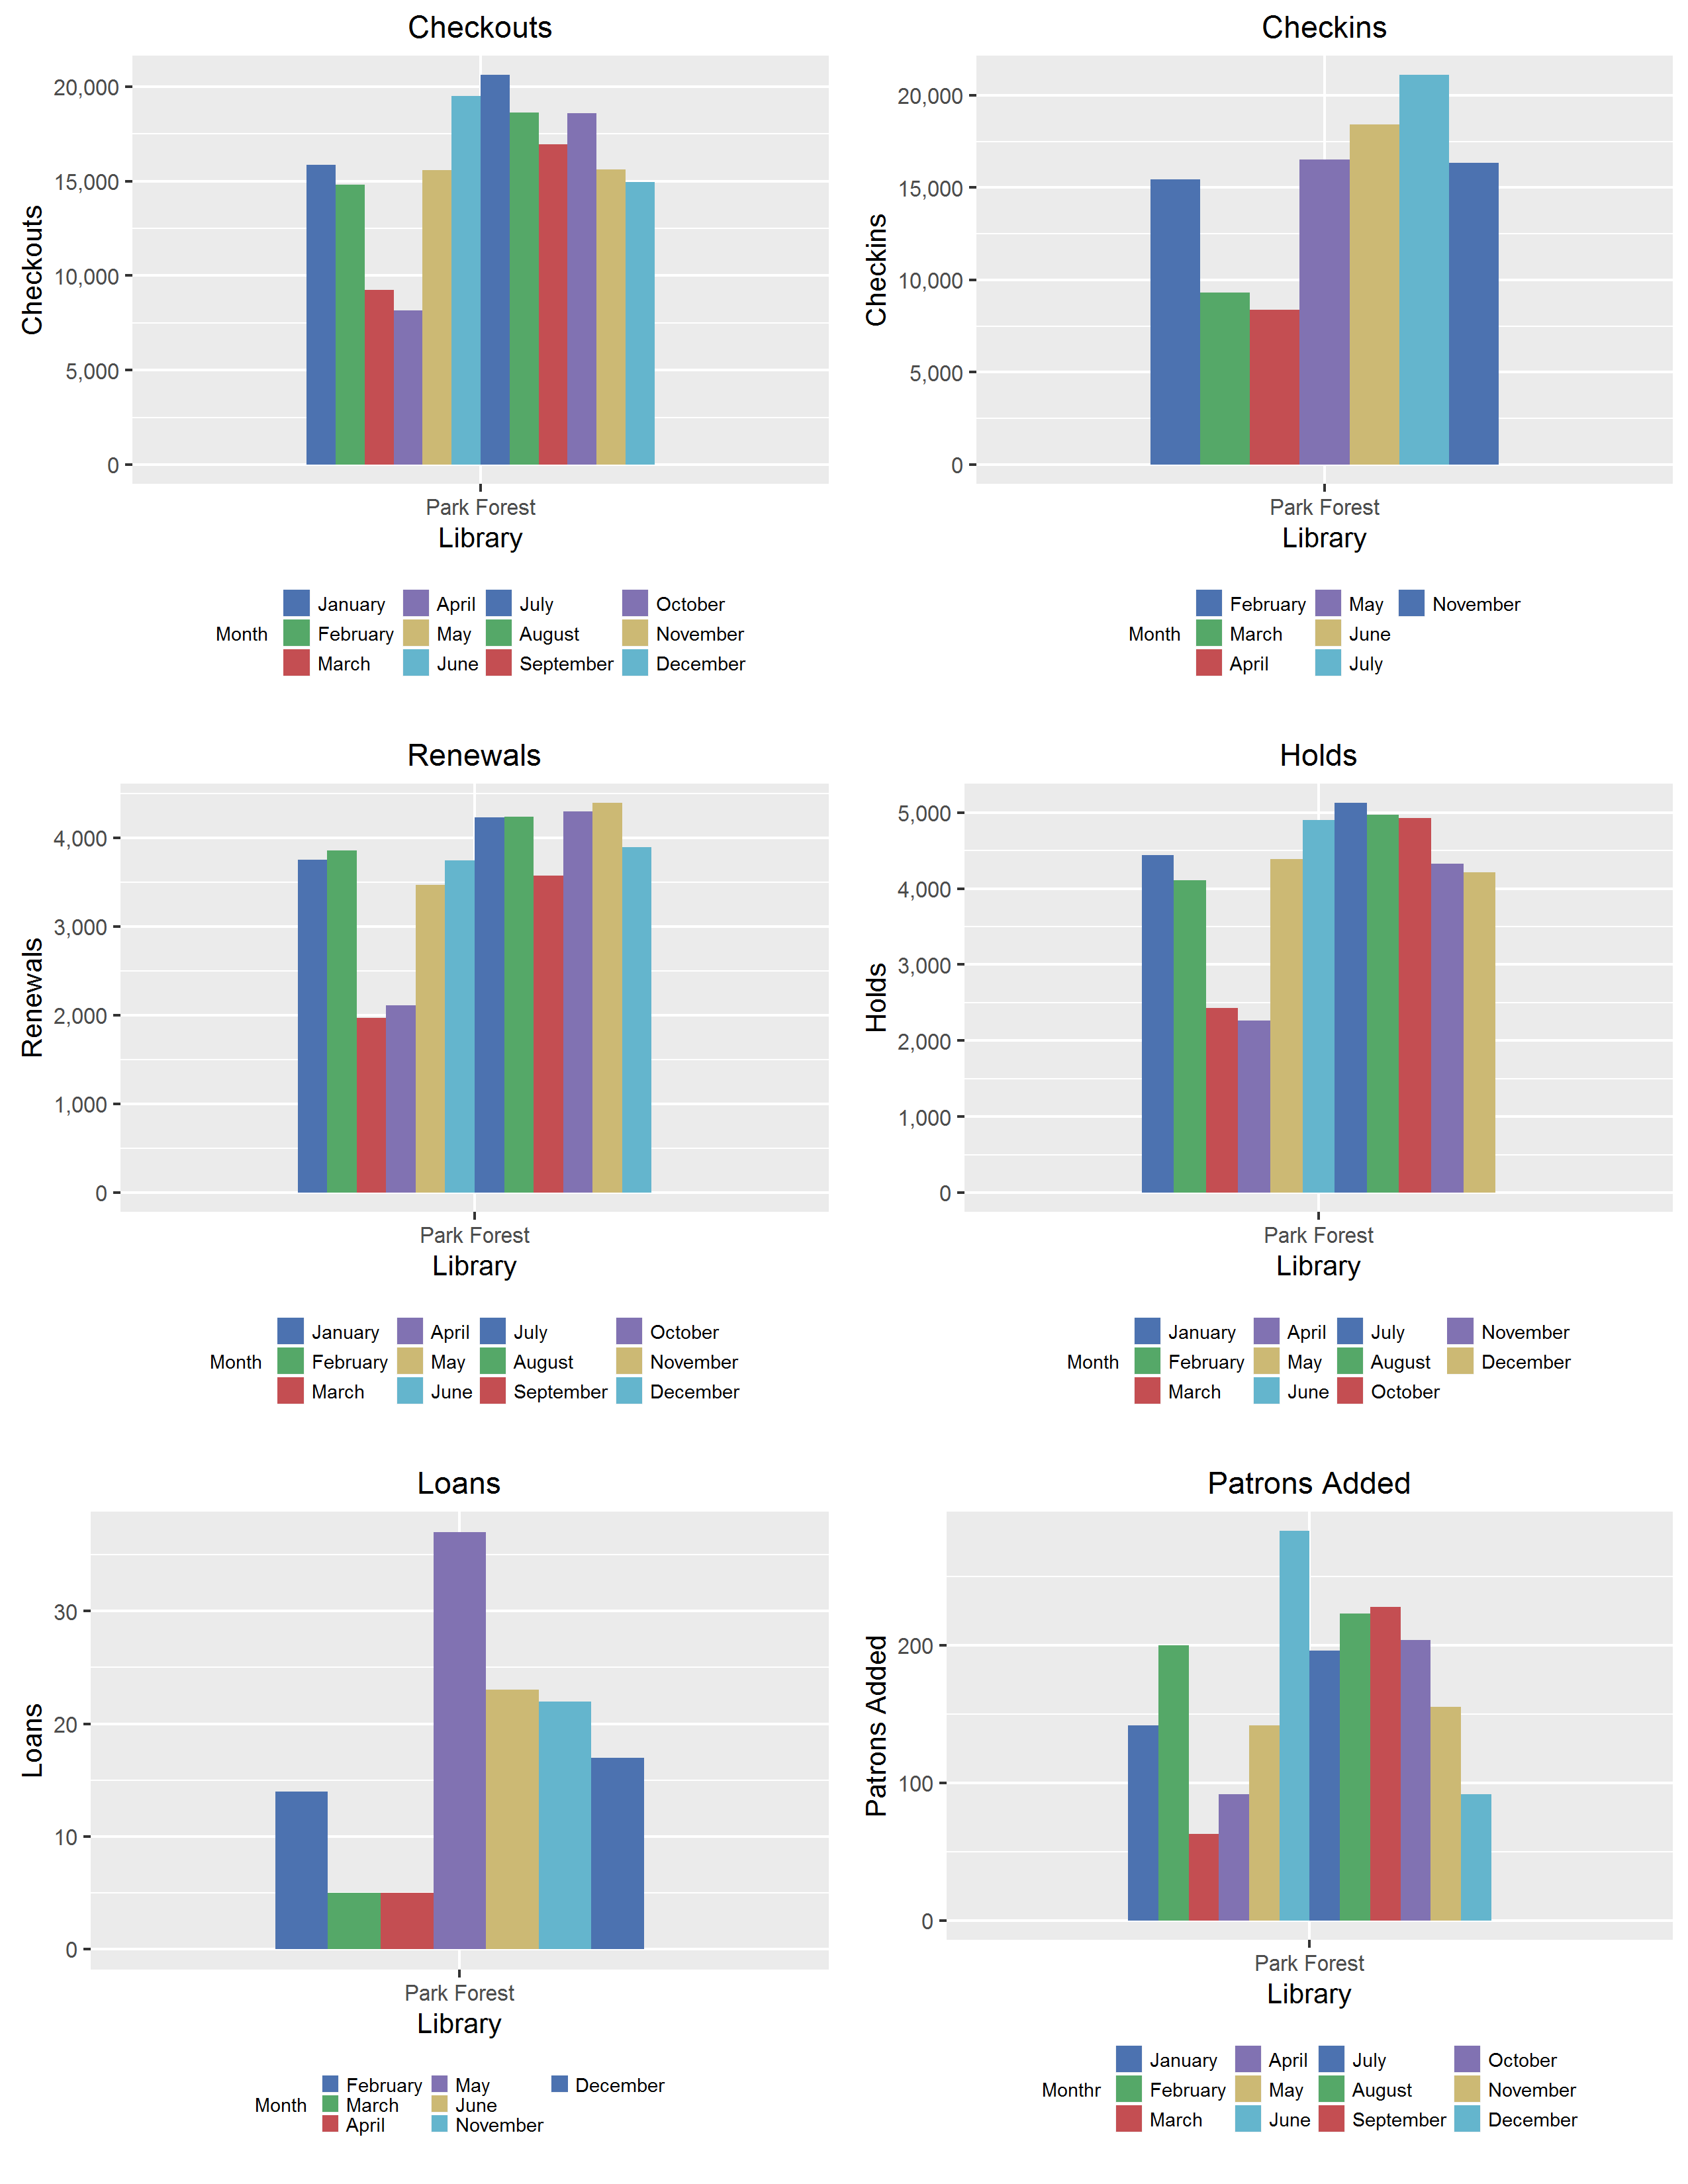 Checkouts
Checkouts
20,000
15,000
10,000
5,000
0
Park Forest
Library
Month
January April July October
February May August November
March June September December
Checkins
Checkins
20,000
15,000
10,000
5,000
0
Park Forest
Library
Month
February May November
March June
April July
Renewals
Renewals
4,000
3,000
2,000
1,000
0
Park Forest
Library
Month
January April July October
February May August November
March June September December
Holds
Holds
5,000
4,000
3,000
2,000
1,000
0
Park Forest
Library
Month
January April July November
February May August December
March June October
Loans
Loans
30
20
10
0
Park Forest
Library
Month
February May December
March June
April November
Patrons Added
Patrons Added
200
100
0
Park Forest
Library
Monthr
January April July October
February May August November
March June September December